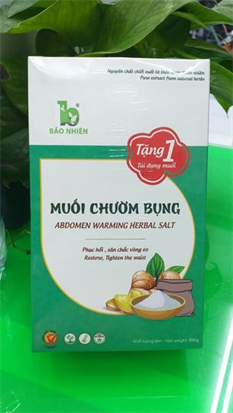 Nguyên chất chiết xuất từ thảo dược thiên nhiên
Pure extract from natural herbs
BẢO NHIÊN
Tặng 1
Túi đựng muối
MUỐI CHƯỜM BỤNG
ABDOMEN WARMING HERBAL SALT
Phục hồi, săn chắc vòng eo
Restore, Tighten the waist